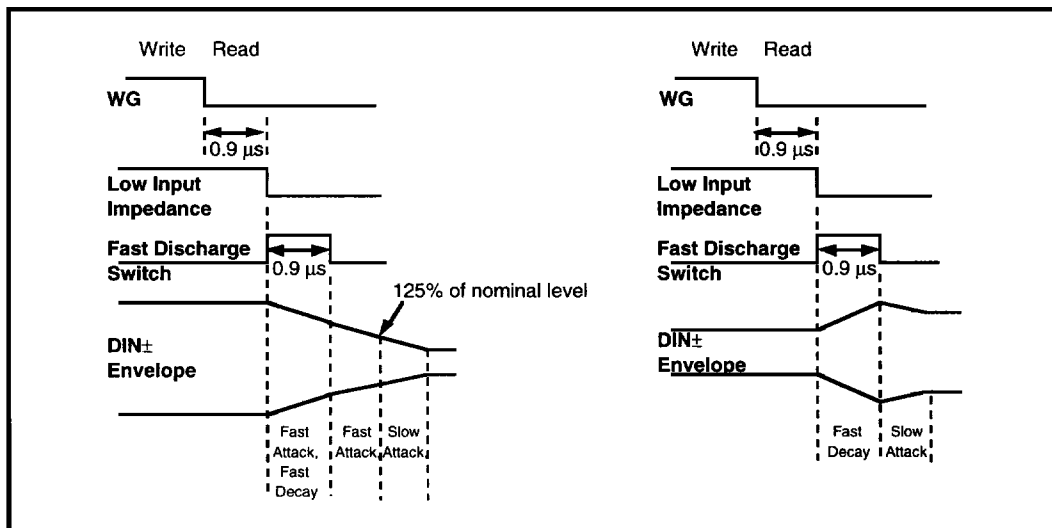 Write Read
WG
0.9 µs
Low Input
Impedance
Fast Discharge
Switch
0.9 µs
125% of nominal level
DIN±
Envelope
Fast
Attack,
Fast
Decay
Fast
Attack,
Slow
Attack,
Write Read
WG
0.9 µs
Low Input
Impedance
Fast Discharge
Switch
0.9 µs
DIN±
Envelope
Fast
Decay
Slow
Attack